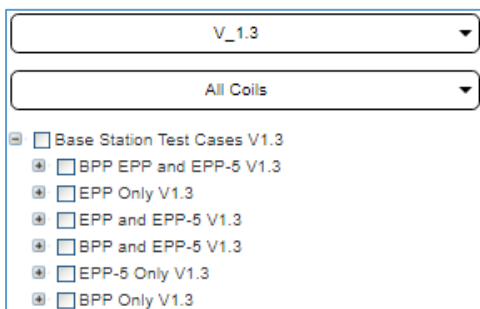 V_1.3
All Coils
Base Station Test Cases V1.3
BPP EPP and EPP-5 V1.3
EPP Only V1.3
EPP and EPP-5 V1.3
BPP and EPP-5 V1.3
EPP-5 Only V1.3
BPP Only V1.3